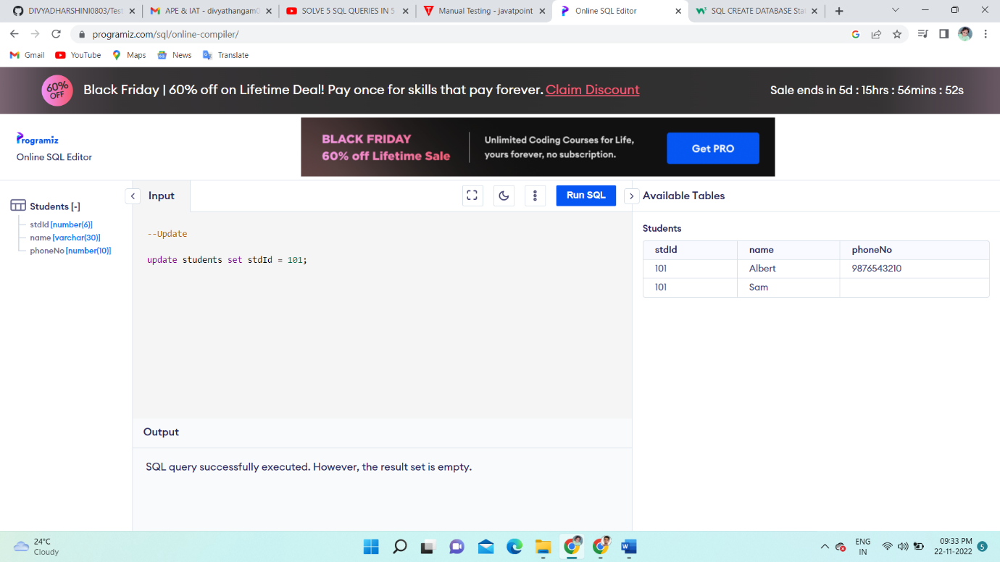 DIVYADHARSHINI0803/Test
APE & IAT - divyathangam0
SOLVE 5 SQL QUERIES IN 5
Manual Testing - javatpoint
Online SQL Editor
SQL CREATE DATABASE Sta
programiz.com/sql/online-compiler/
Gmail
YouTube
Maps
News
Translate
60% OFF
Black Friday | 60% off on Lifetime Deal! Pay once for skills that pay forever. Claim Discount
Sale ends in 5d : 15hrs : 56mins : 52s
Programiz
Online SQL Editor
BLACK FRIDAY
60% off Lifetime Sale
Unlimited Coding Courses for Life,
yours forever, no subscription.
Get PRO
Students [-]
stdId [number(6)]
name [varchar(30)]
phoneNo [number(10)]
Input
Run SQL
--Update
update students set stdId = 101;
Output
SQL query successfully executed. However, the result set is empty.
Available Tables
Students
stdId name phoneNo
101 Albert 9876543210
101 Sam
24°C
Cloudy
ENG
IN
09:33 PM
22-11-2022
5